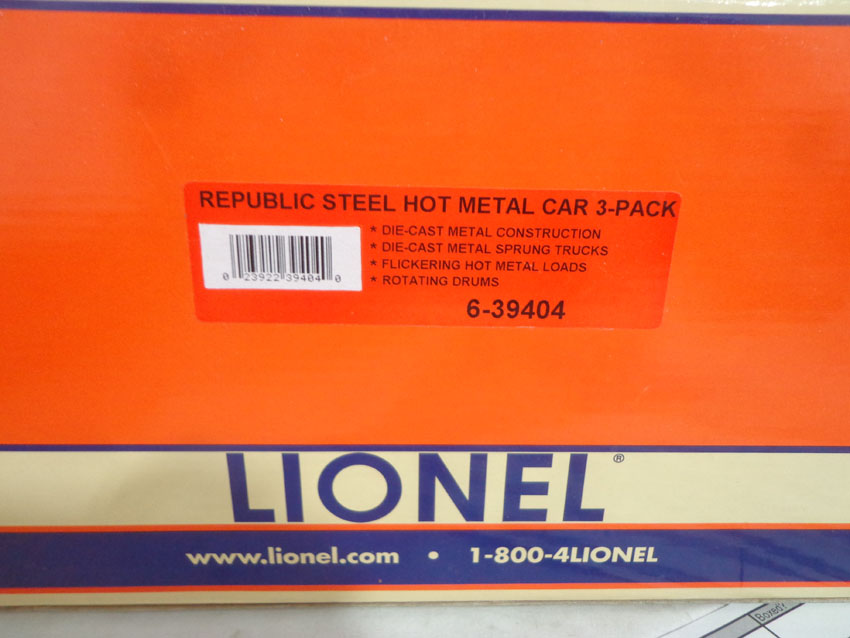 REPUBLIC STEEL HOT METAL CAR 3-PACK
* DIE-CAST METAL CONSTRUCTION
* DIE-CAST METAL SPRUNG TRUCKS
* FLICKERING HOT METAL LOADS
* ROTATING DRUMS
0 23922 39404 0
6-39404
LIONEL®
www.lionel.com • 1-800-4LIONEL
Boxed?